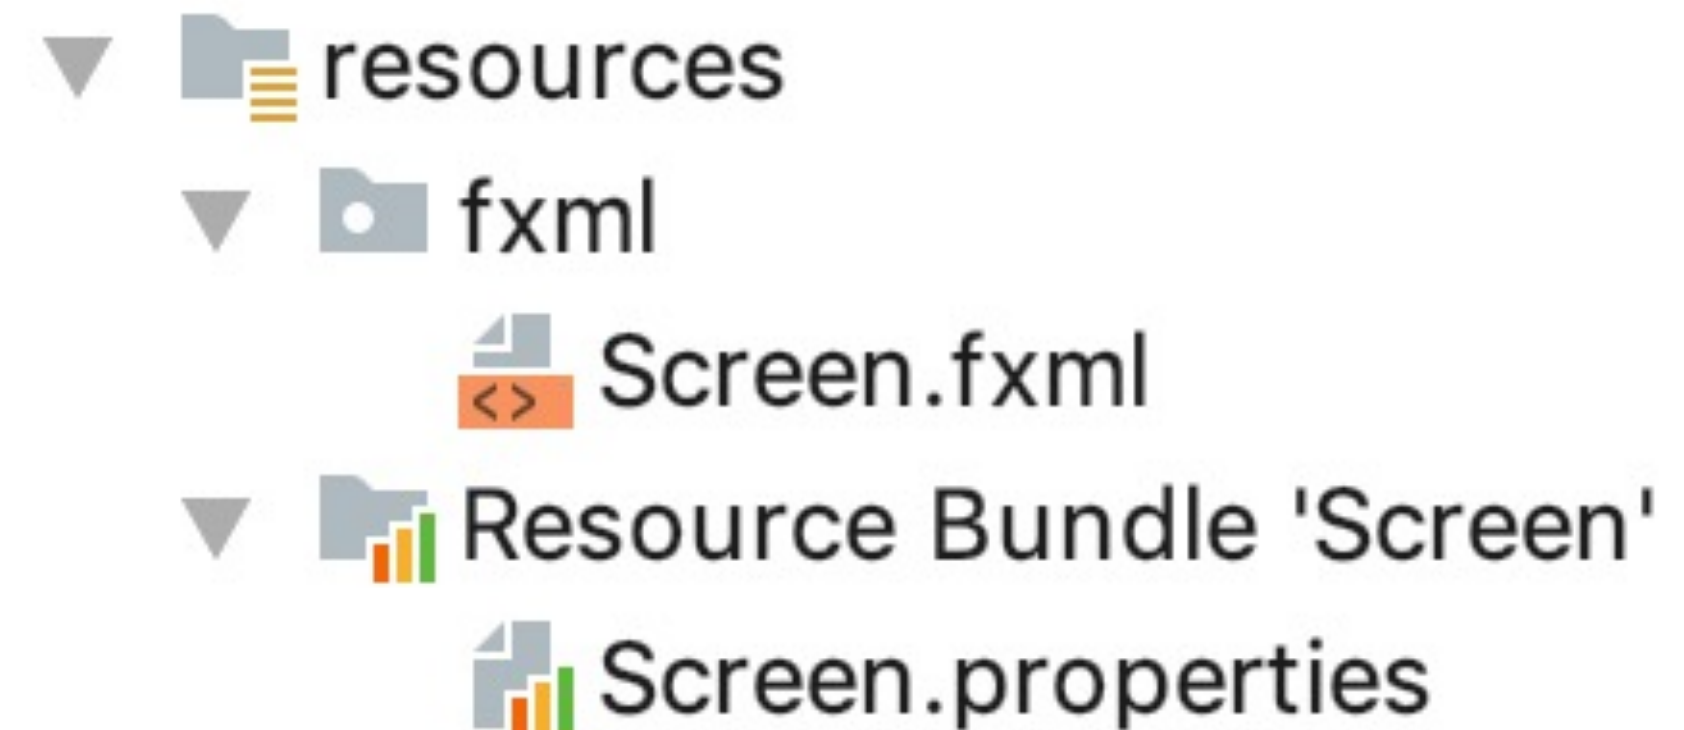 resources
fxml
<> Screen.fxml
Resource Bundle 'Screen'
Screen.properties